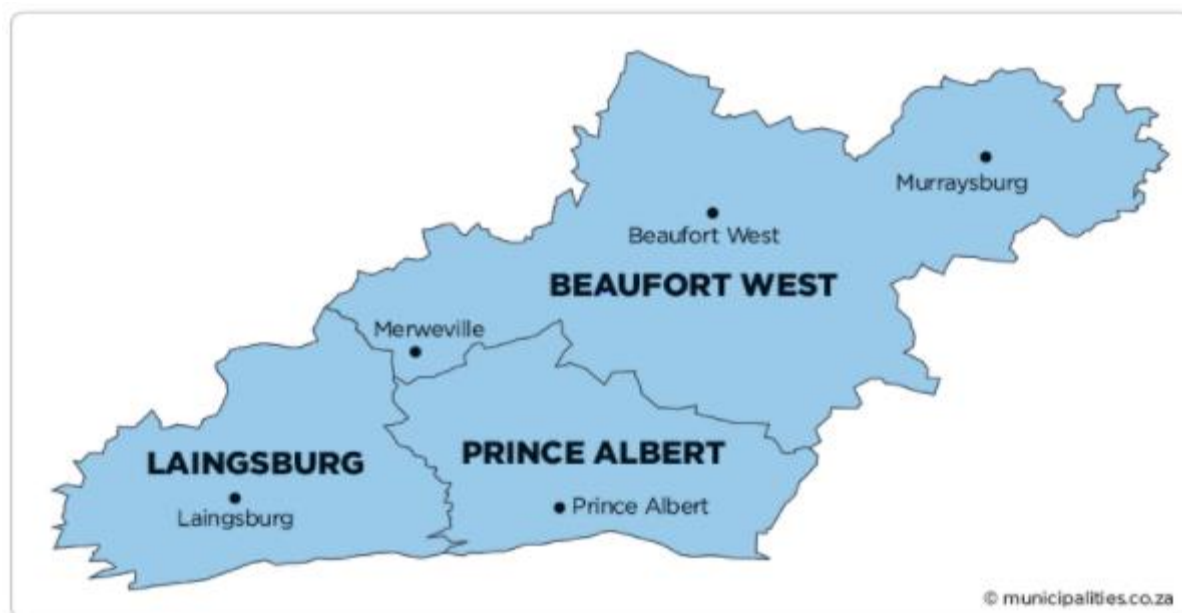 Murraysburg
Beaufort West
BEAUFORT WEST
Merweville
LAINGSBURG
Laingsburg
PRINCE ALBERT
Prince Albert
© municipalities.co.za